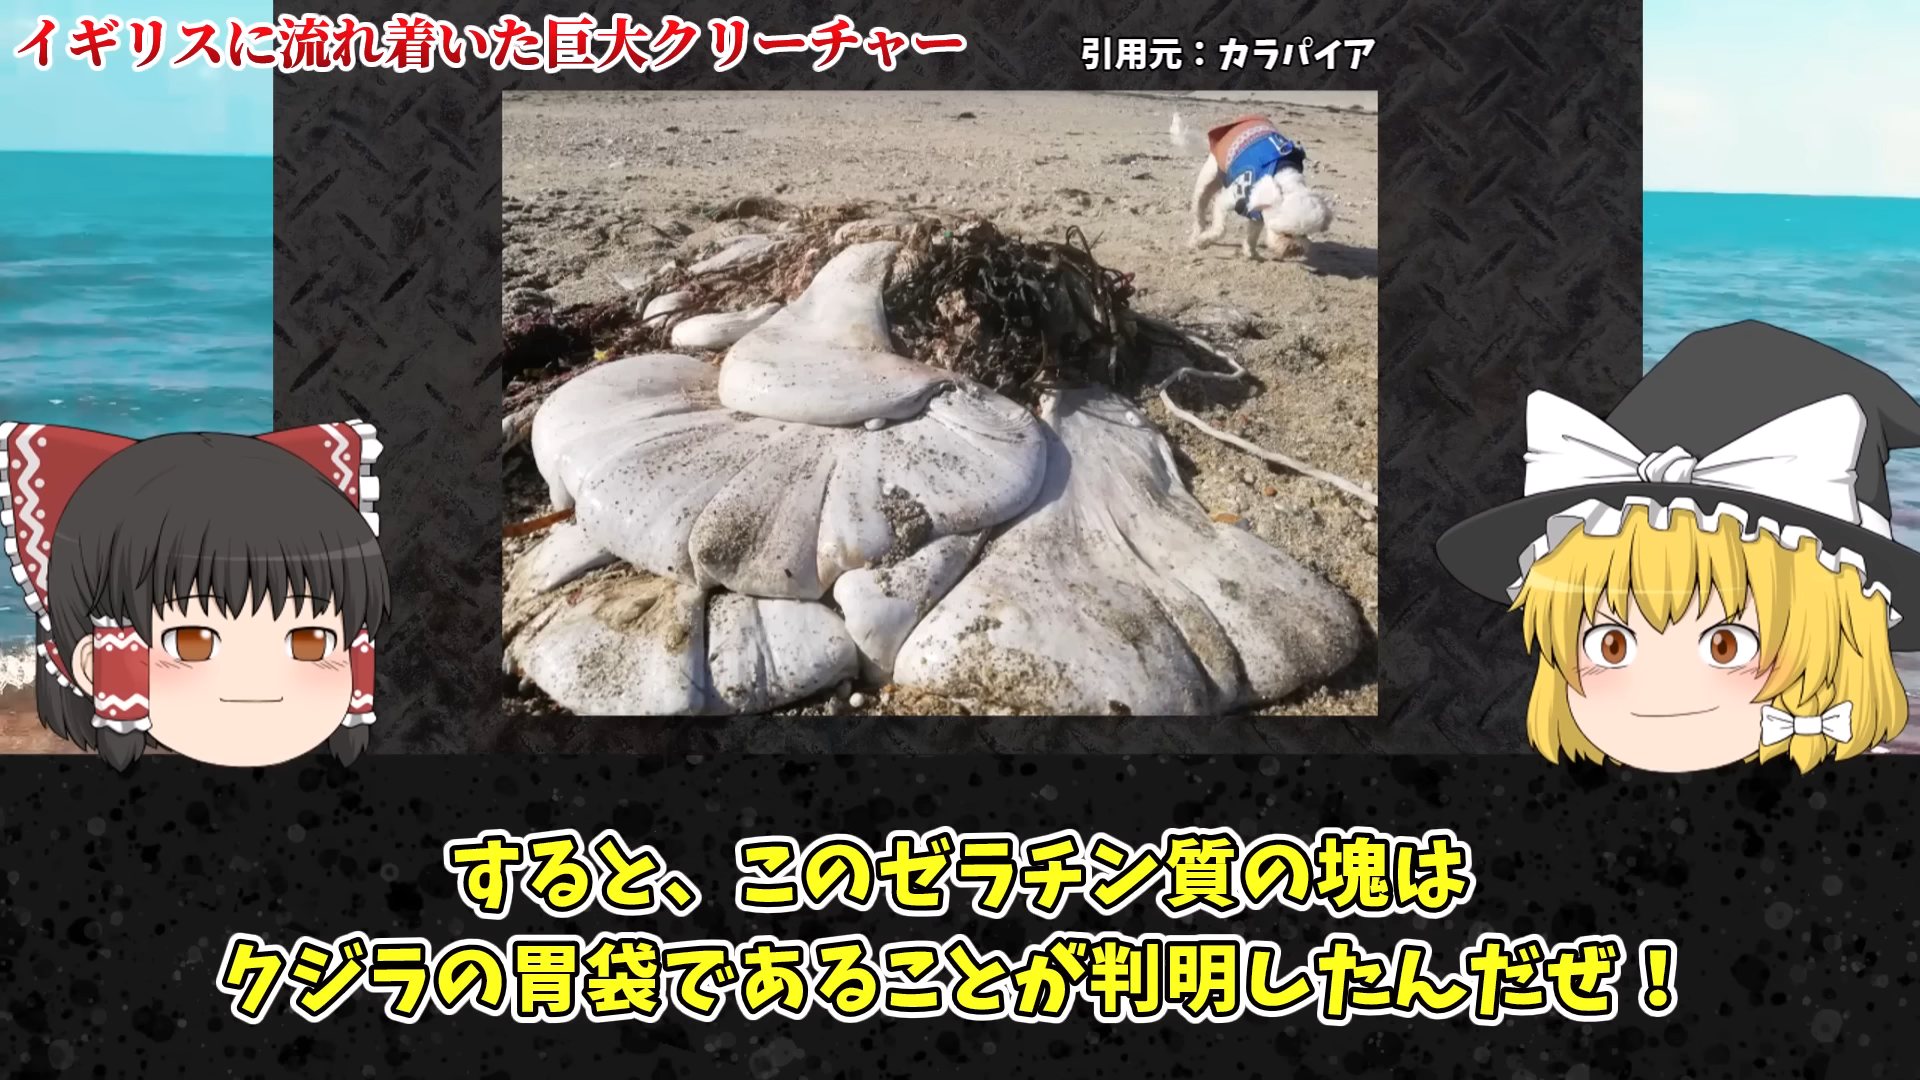 イギリスに流れ着いた巨大クリーチャー
引用元：カラパイア
すると、このゼラチン質の塊は
クジラの胃袋であることが判明したんだぜ！